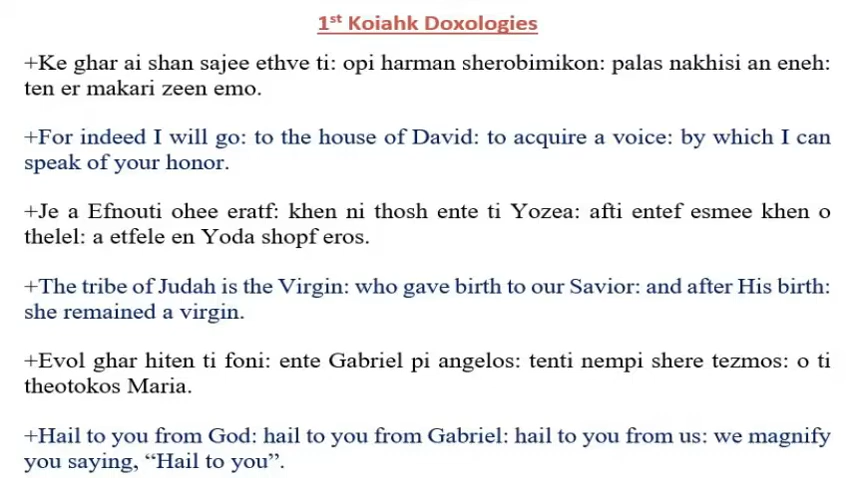 1st Koiahk Doxologies
+Ke ghar ai shan sajee ethve ti: opi harman sherobimikon: palas nakhisi an eneh:
ten er makari zeen emo.
+For indeed I will go: to the house of David: to acquire a voice: by which I can
speak of your honor.
+Je a Efnouti ohee eratf: khen ni thosh ente ti Yozea: afti entef esmee khen o
thelel: a etfele en Yoda shopf eros.
+The tribe of Judah is the Virgin: who gave birth to our Savior: and after His birth:
she remained a virgin.
+Evol ghar hiten ti foni: ente Gabriel pi angelos: tenti nempi shere tezmos: o ti
theotokos Maria.
+Hail to you from God: hail to you from Gabriel: hail to you from us: we magnify
you saying, “Hail to you”.